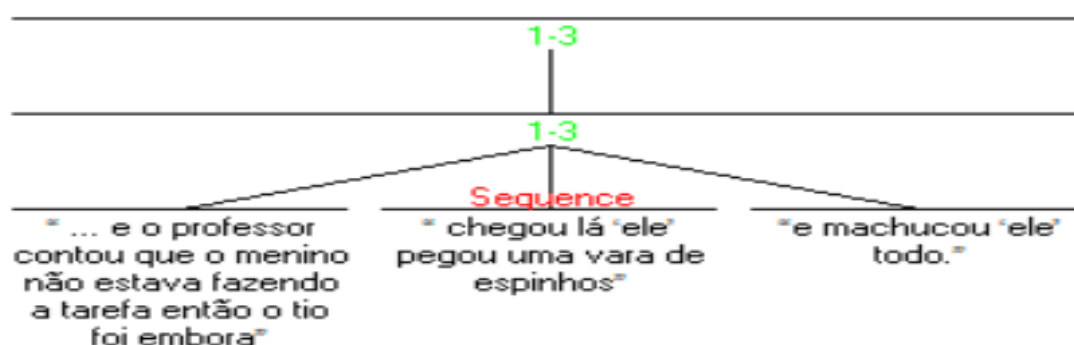 1-3
1-3
Sequence
“ ... e o professor
contou que o menino
não estava fazendo
a tarefa então o tio
foi embora”
“ chegou lá ‘ele’
pegou uma vara de
espinhos”
“e machucou ‘ele’
todo.”